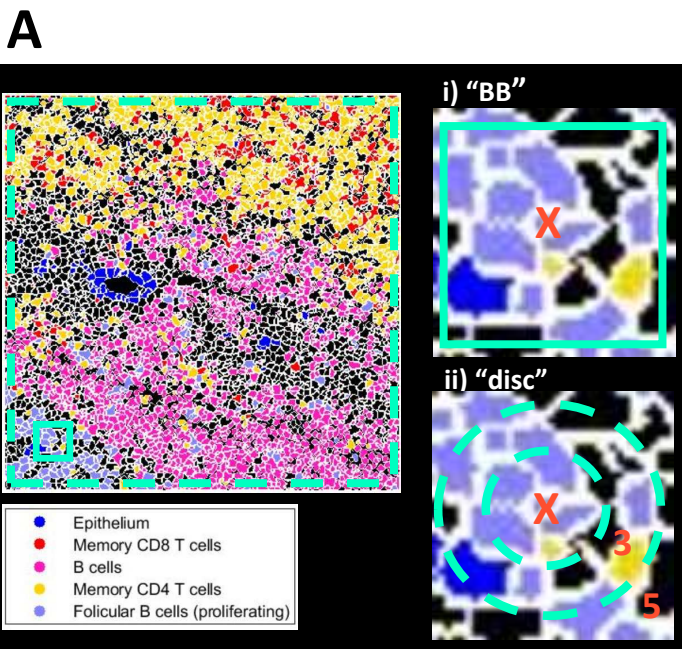 A
i) “BB”
X
ii) “disc”
X
3
5
Epithelium
Memory CD8 T cells
B cells
Memory CD4 T cells
Folicular B cells (proliferating)